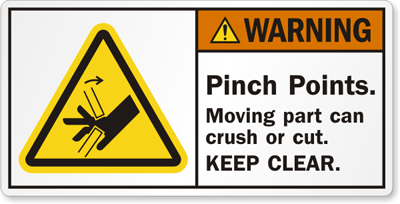 WARNING
Pinch Points.
Moving part can
crush or cut.
KEEP CLEAR.